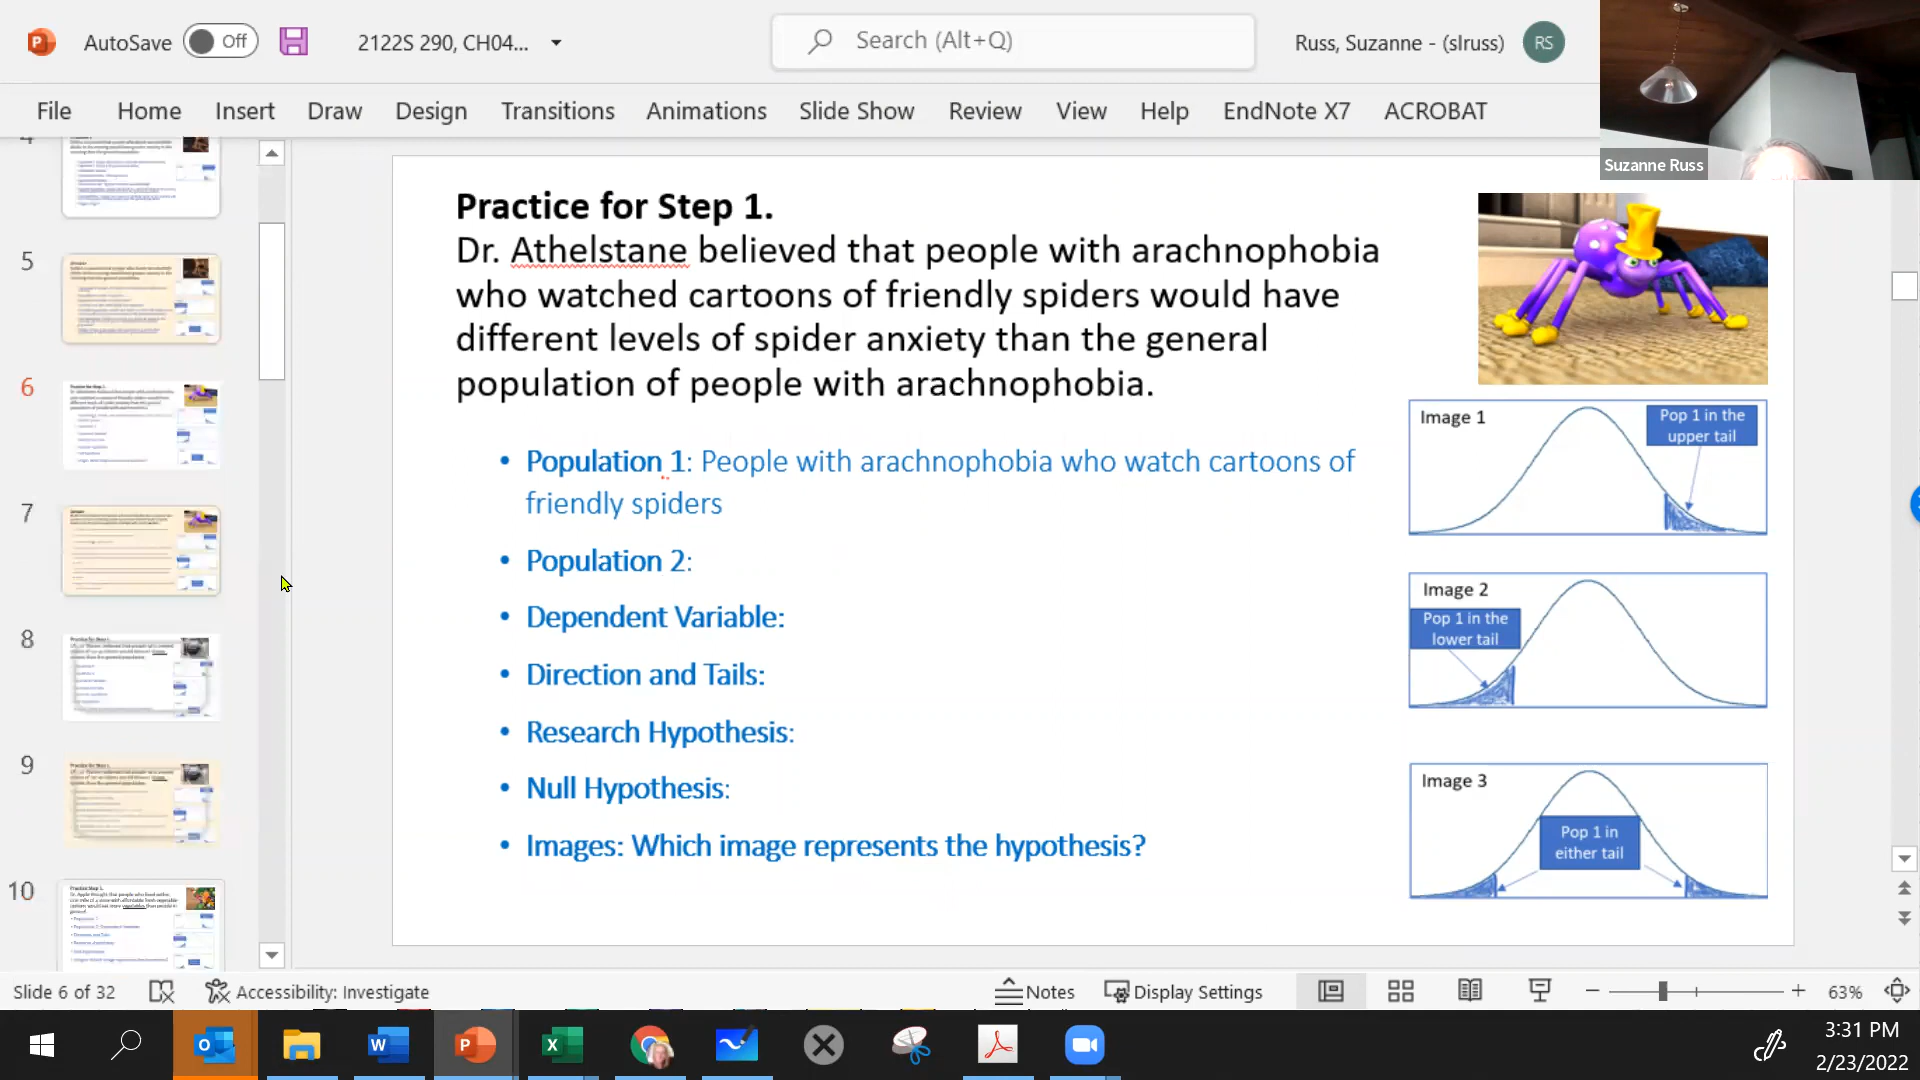 AutoSave Off 2122S 290, CH04... Search (Alt+Q) Russ, Suzanne - (slruss) RS
File Home Insert Draw Design Transitions Animations Slide Show Review View Help EndNote X7 ACROBAT
Suzanne Russ
4
5
6
7
8
9
10
Practice for Step 1.
Dr. Athelstane believed that people with arachnophobia
who watched cartoons of friendly spiders would have
different levels of spider anxiety than the general
population of people with arachnophobia.
• Population 1: People with arachnophobia who watch cartoons of
friendly spiders
• Population 2:
• Dependent Variable:
• Direction and Tails:
• Research Hypothesis:
• Null Hypothesis:
• Images: Which image represents the hypothesis?
Image 1
Pop 1 in the
upper tail
Image 2
Pop 1 in the
lower tail
Image 3
Pop 1 in
either tail
Slide 6 of 32 Accessibility: Investigate Notes Display Settings 63%
3:31 PM
2/23/2022